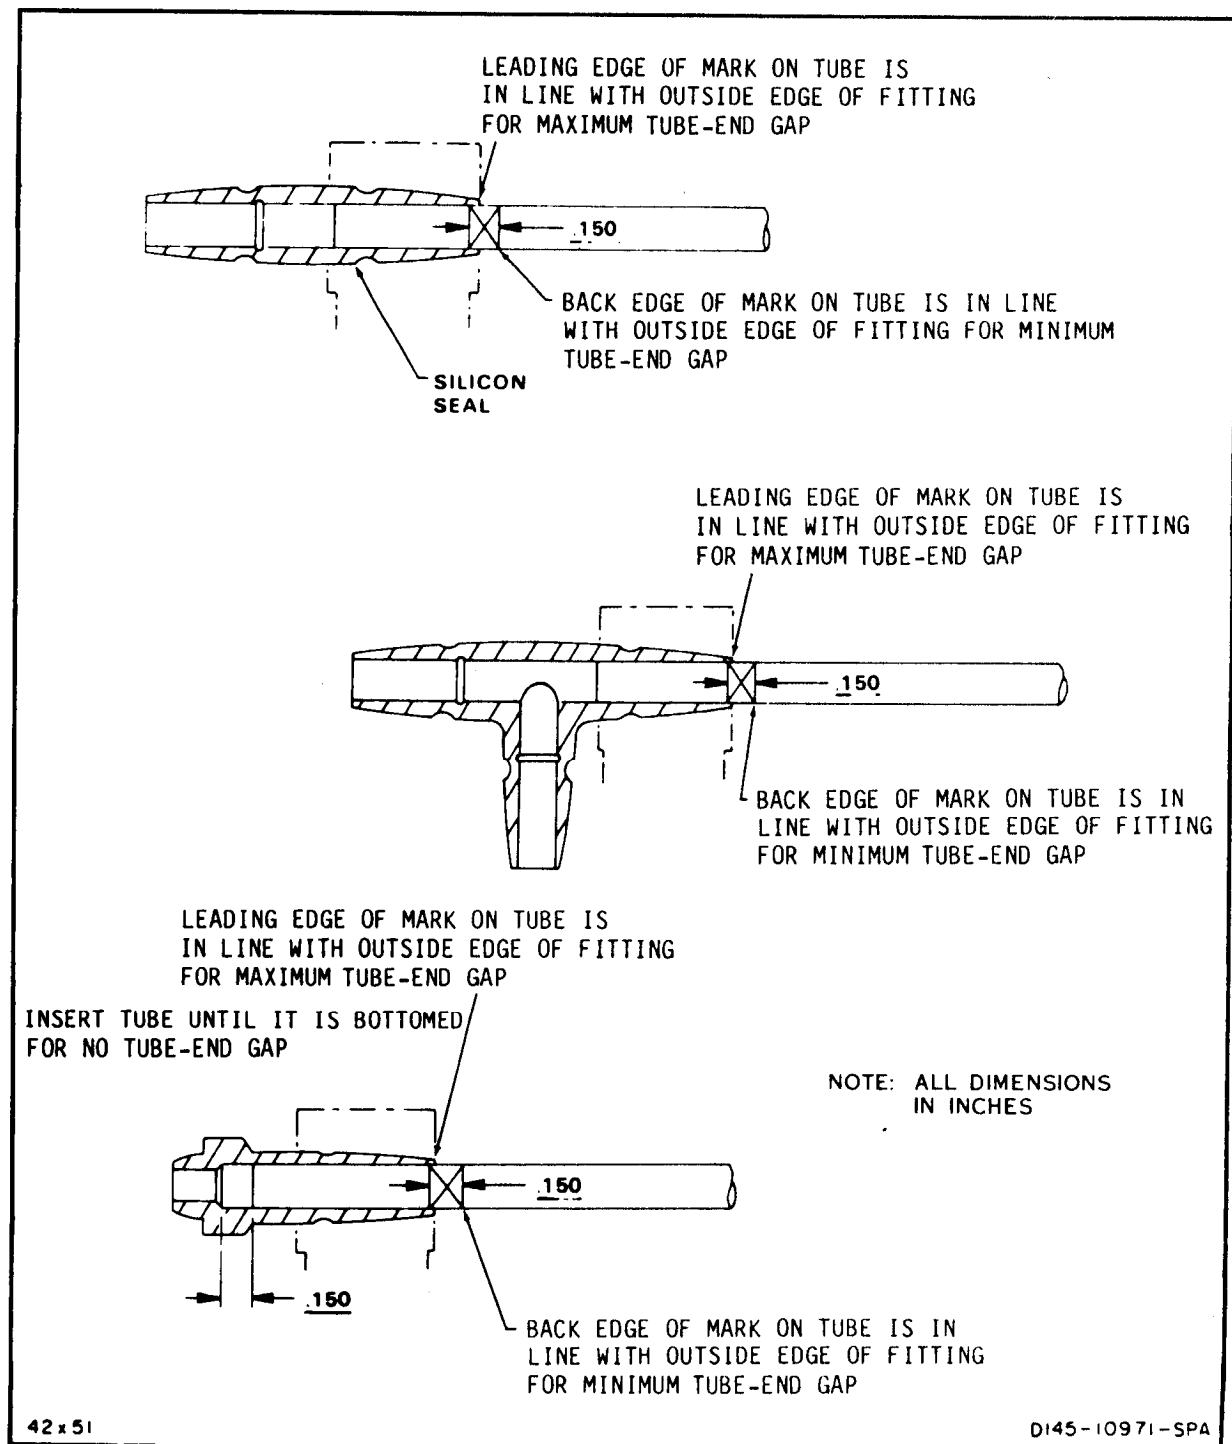 LEADING EDGE OF MARK ON TUBE IS
IN LINE WITH OUTSIDE EDGE OF FITTING
FOR MAXIMUM TUBE-END GAP
.150
BACK EDGE OF MARK ON TUBE IS IN LINE
WITH OUTSIDE EDGE OF FITTING FOR MINIMUM
TUBE-END GAP
SILICON
SEAL
LEADING EDGE OF MARK ON TUBE IS
IN LINE WITH OUTSIDE EDGE OF FITTING
FOR MAXIMUM TUBE-END GAP
.150
BACK EDGE OF MARK ON TUBE IS IN
LINE WITH OUTSIDE EDGE OF FITTING
FOR MINIMUM TUBE-END GAP
LEADING EDGE OF MARK ON TUBE IS
IN LINE WITH OUTSIDE EDGE OF FITTING
FOR MAXIMUM TUBE-END GAP
INSERT TUBE UNTIL IT IS BOTTOMED
FOR NO TUBE-END GAP
NOTE: ALL DIMENSIONS
IN INCHES
.150
.150
BACK EDGE OF MARK ON TUBE IS IN
LINE WITH OUTSIDE EDGE OF FITTING
FOR MINIMUM TUBE-END GAP
42x51
D145-10971-SPA